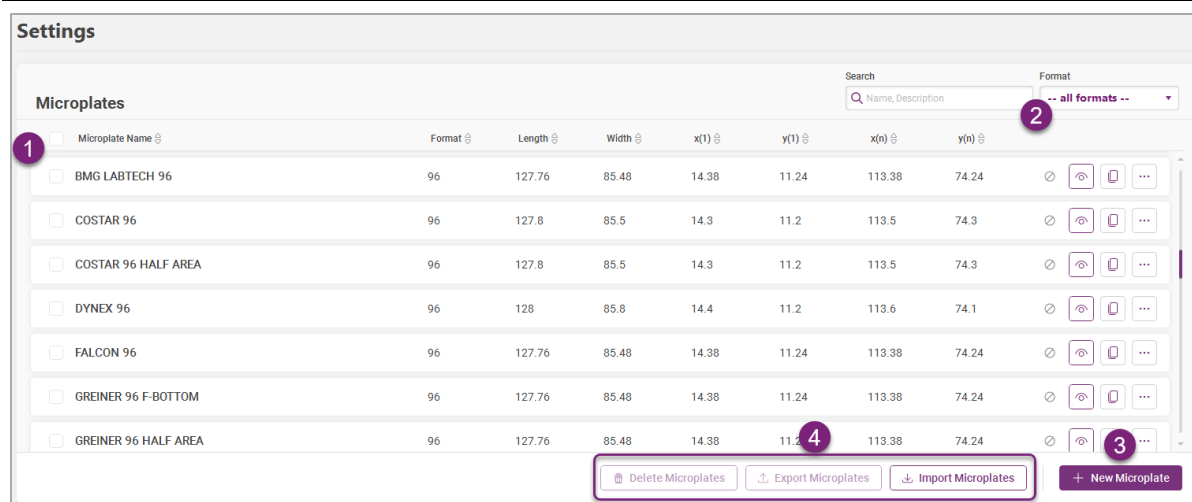 Settings
Search Format
Microplates
Name, Description -- all formats --
2
1
Microplate Name Format Length Width x(1) y(1) x(n) y(n)
BMG LABTECH 96 96 127.76 85.48 14.38 11.24 113.38 74.24
COSTAR 96 96 127.8 85.5 14.3 11.2 113.5 74.3
COSTAR 96 HALF AREA 96 127.8 85.5 14.3 11.2 113.5 74.3
DYNEX 96 96 128 85.8 14.4 11.2 113.6 74.1
FALCON 96 96 127.76 85.48 14.38 11.24 113.38 74.24
GREINER 96 F-BOTTOM 96 127.76 85.48 14.38 11.24 113.38 74.24
GREINER 96 HALF AREA 96 127.76 85.48 14.38 113.38 74.24
4
3
Delete Microplates Export Microplates Import Microplates + New Microplate